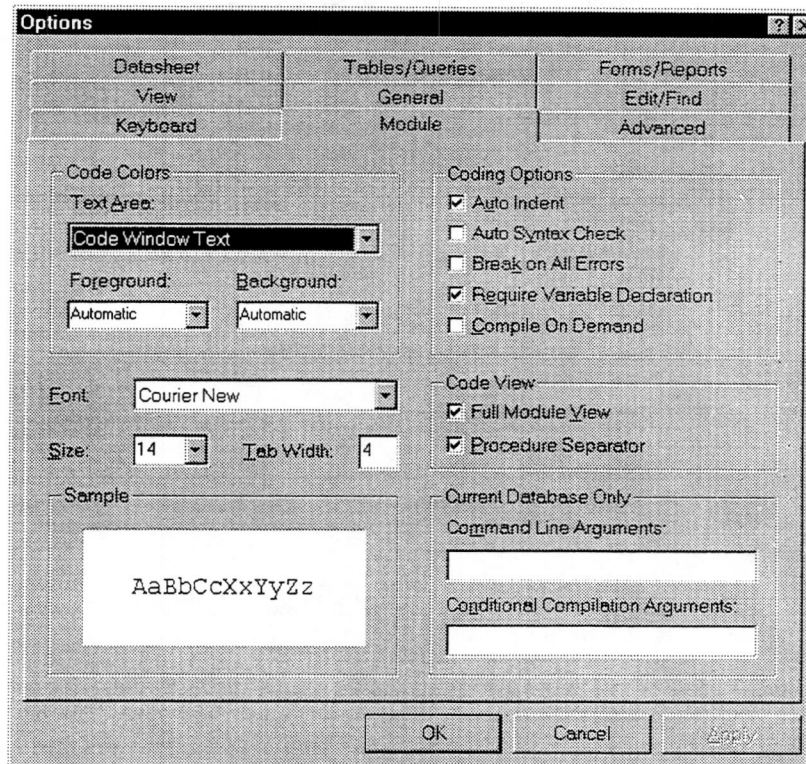 Options
Datasheet
Tables/Queries
Forms/Reports
View
General
Edit/Find
Keyboard
Module
Advanced
Code Colors
Text Area:
Code Window Text
Foreground:
Background:
Automatic
Automatic
Font:
Courier New
Size:
14
Tab Width:
4
Sample
AaBbCcXxYyZz
Coding Options
Auto Indent
Auto Syntax Check
Break on All Errors
Require Variable Declaration
Compile On Demand
Code View
Full Module View
Procedure Separator
Current Database Only
Command Line Arguments:
Conditional Compilation Arguments:
OK
Cancel
Apply